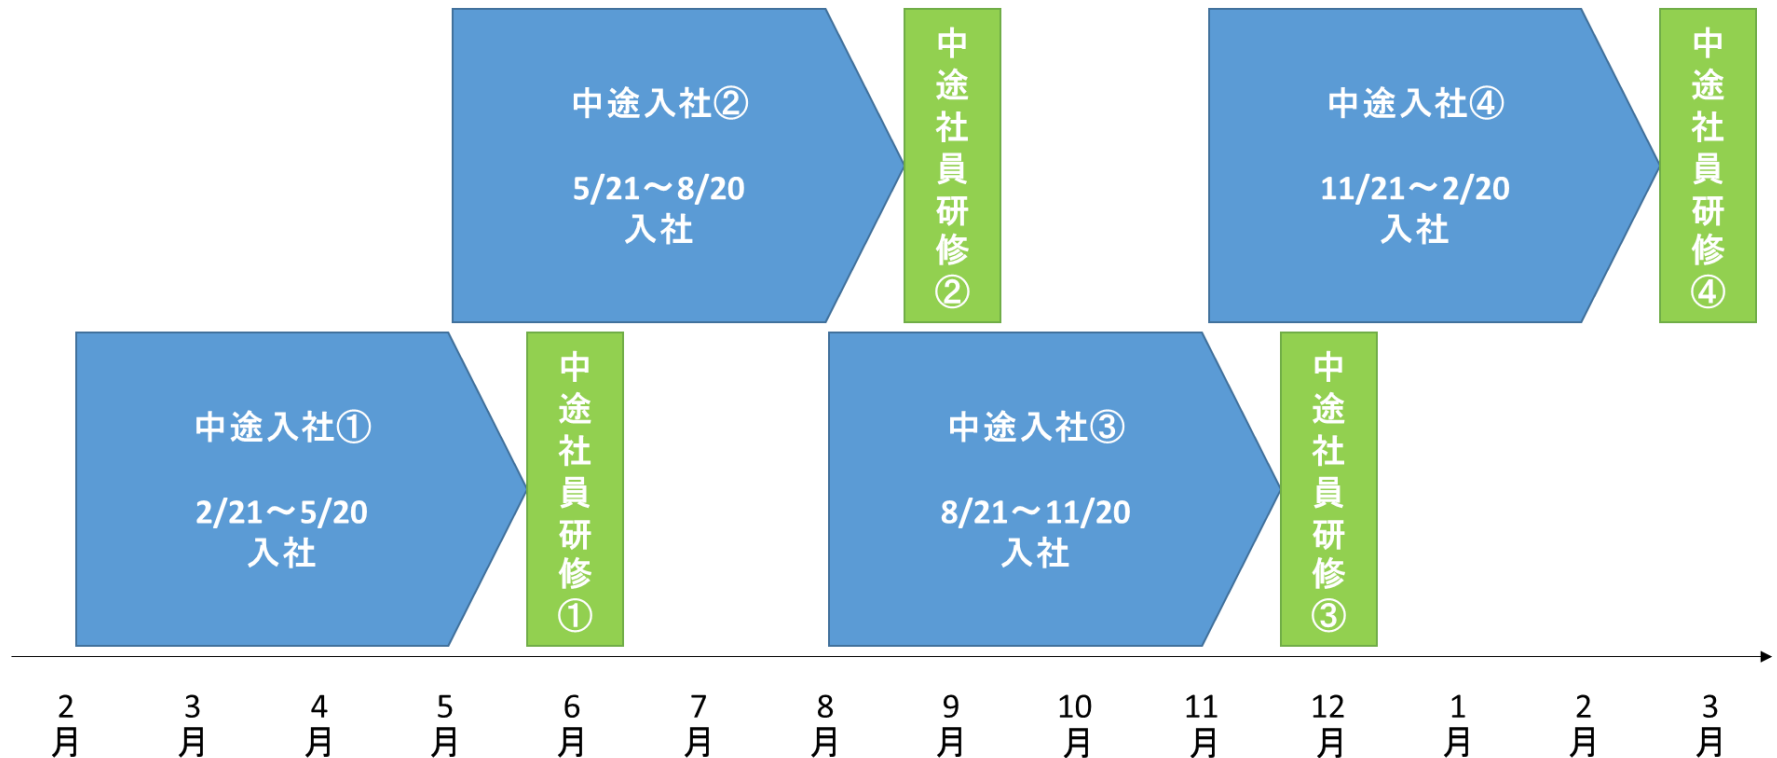 中途入社②
5/21～8/20
入社
中途社員研修②
中途入社④
11/21～2/20
入社
中途社員研修④
中途入社①
2/21～5/20
入社
中途社員研修①
中途入社③
8/21～11/20
入社
中途社員研修③
2月 3月 4月 5月 6月 7月 8月 9月 10月 11月 12月 1月 2月 3月